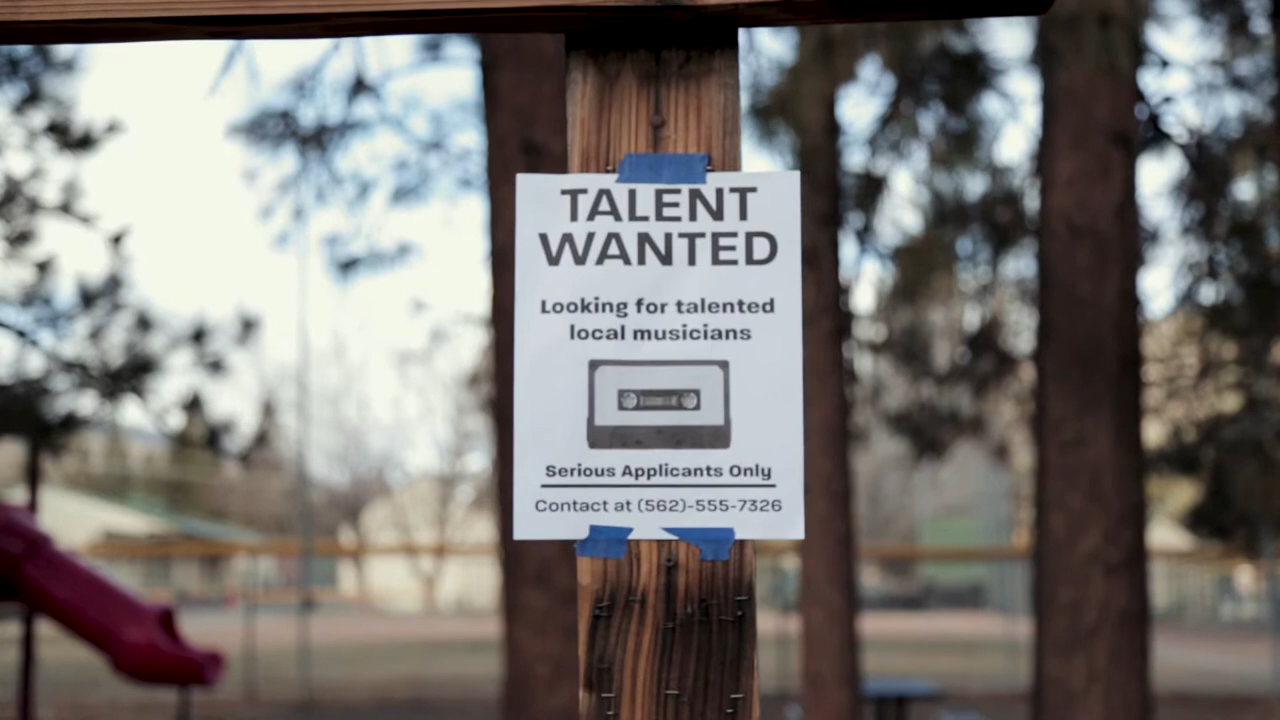 TALENT
WANTED
Looking for talented
local musicians
Serious Applicants Only
Contact at (562)-555-7326